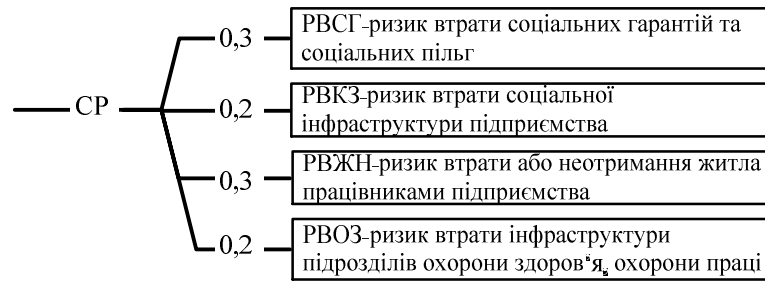 0,3
РВСГ-ризик втрати соціальних гарантій та
соціальних пільг
СР
0,2
РВКЗ-ризик втрати соціальної
інфраструктури підприємства
0,3
РВЖН-ризик втрати або неотримання житла
працівниками підприємства
0,2
РВОЗ-ризик втрати інфраструктури
підрозділів охорони здоров"я, охорони праці